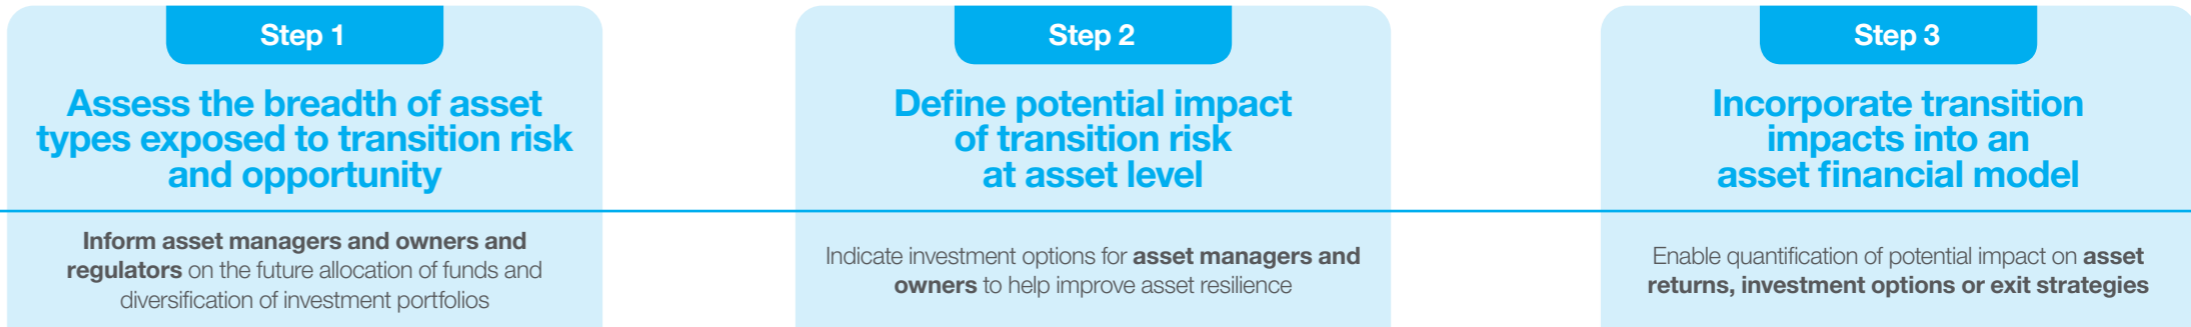 Step 1
Assess the breadth of asset
types exposed to transition risk
and opportunity
Inform asset managers and owners and
regulators on the future allocation of funds and
diversification of investment portfolios
Step 2
Define potential impact
of transition risk
at asset level
Indicate investment options for asset managers and
owners to help improve asset resilience
Step 3
Incorporate transition
impacts into an
asset financial model
Enable quantification of potential impact on asset
returns, investment options or exit strategies